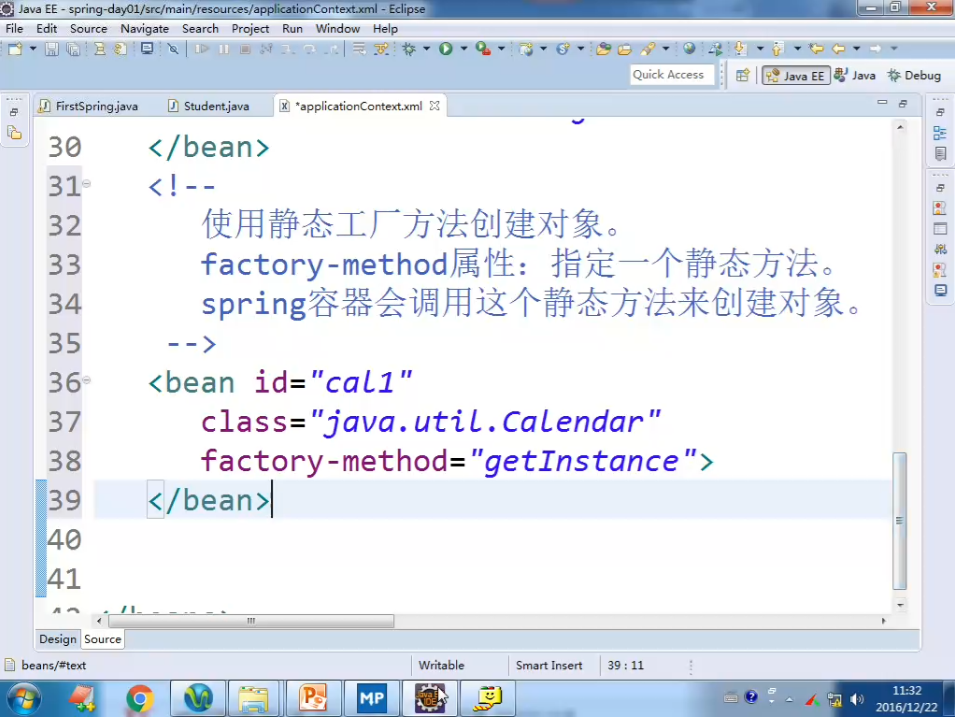 Java EE - spring-day01/src/main/resources/applicationContext.xml - Eclipse
File Edit Source Navigate Search Project Run Window Help
Quick Access
Java EE Java Debug
FirstSpring.java Student.java *applicationContext.xml
30 </bean>
31 <!--
32 使用静态工厂方法创建对象。
33 factory-method属性：指定一个静态方法。
34 spring容器会调用这个静态方法来创建对象。
35 -->
36 <bean id="cal1"
37 class="java.util.Calendar"
38 factory-method="getInstance">
39 </bean>
40
41
42 </beans>
Design Source
beans/#text Writable Smart Insert 39 : 11
MP
11:32
2016/12/22